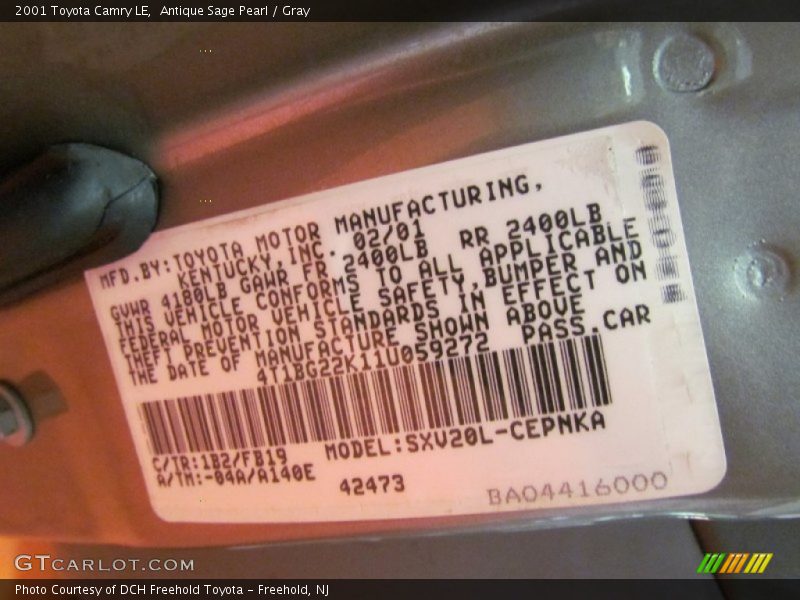 2001 Toyota Camry LE,  Antique Sage Pearl / Gray
MFD.BY:TOYOTA MOTOR MANUFACTURING,
KENTUCKY,INC. 02/01
GVWR 4180LB GAWR FR 2400LB RR 2400LB
THIS VEHICLE CONFORMS TO ALL APPLICABLE
FEDERAL MOTOR VEHICLE SAFETY,BUMPER AND
THEFT PREVENTION STANDARDS IN EFFECT ON
THE DATE OF MANUFACTURE SHOWN ABOVE
4T1BG22K11U059272 PASS.CAR
C/TR:1B2/FB19 MODEL:SXV20L-CEPNKA
A/TM:-04A/A140E
42473 BA04416000
GTCARLOT.COM
Photo Courtesy of DCH Freehold Toyota - Freehold, NJ